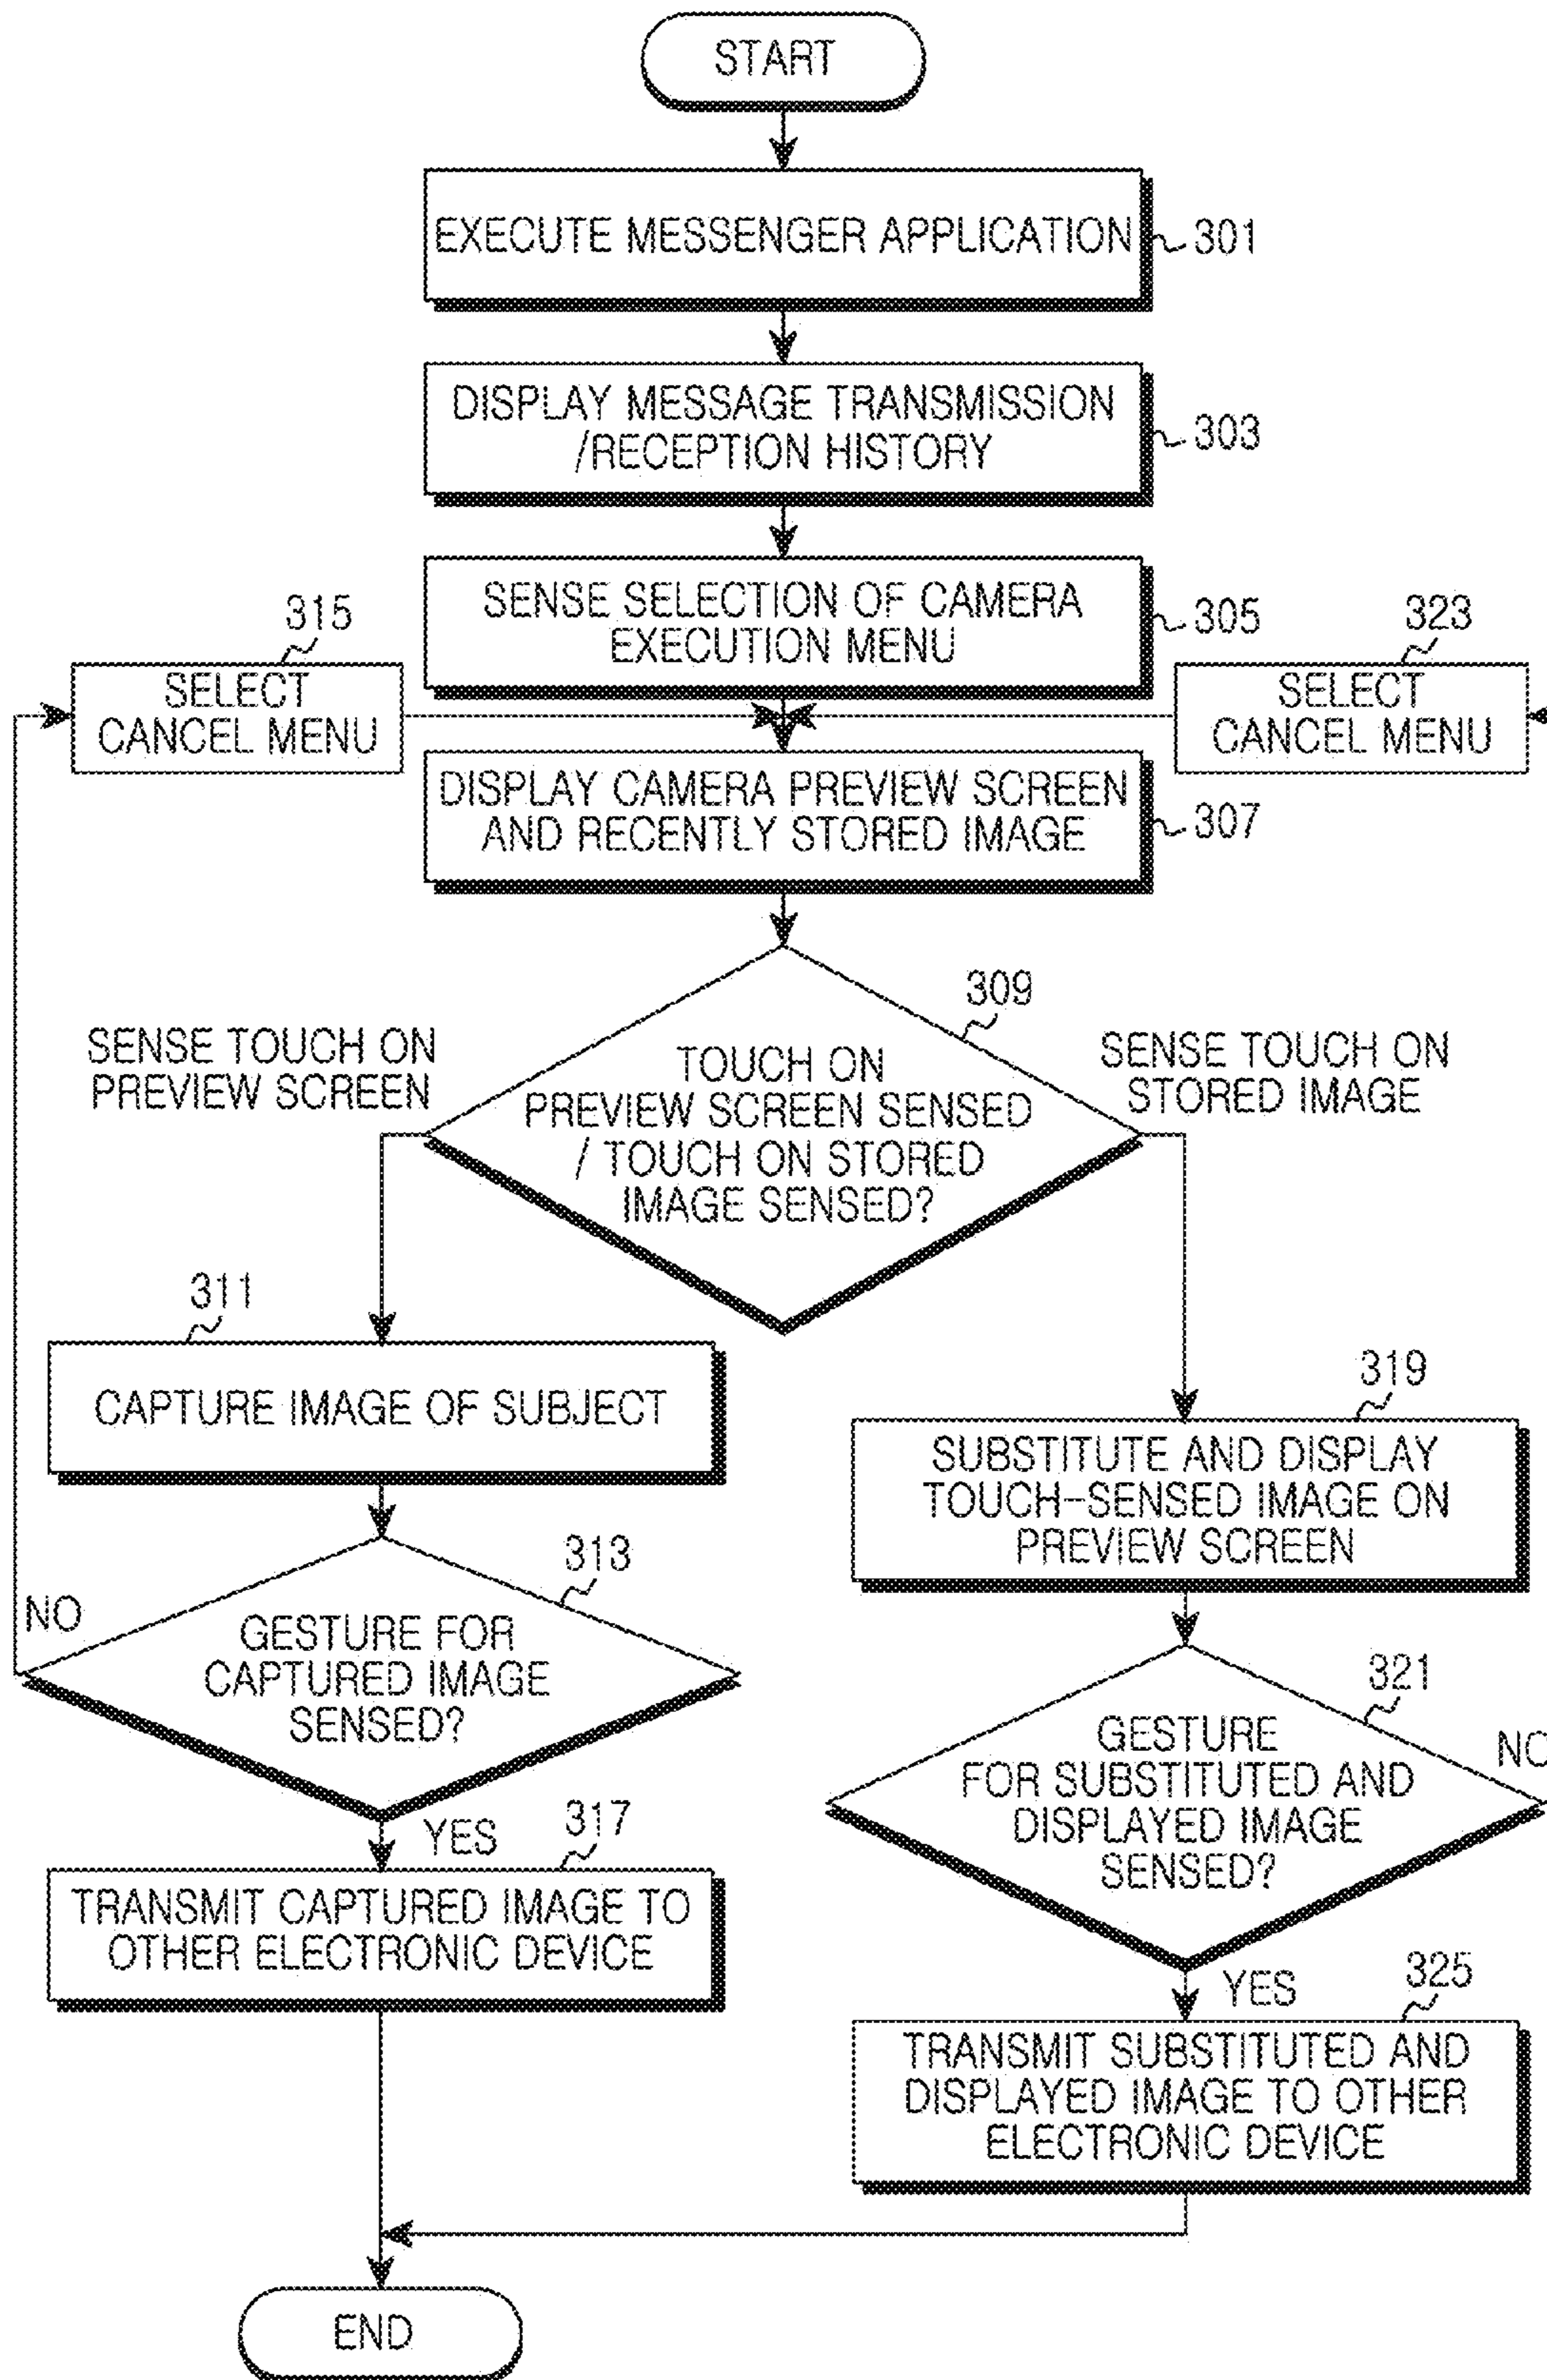 START
EXECUTE MESSENGER APPLICATION
301
DISPLAY MESSAGE TRANSMISSION
/RECEPTION HISTORY
303
SENSE SELECTION OF CAMERA
EXECUTION MENU
305
315
SELECT
CANCEL MENU
323
SELECT
CANCEL MENU
DISPLAY CAMERA PREVIEW SCREEN
AND RECENTLY STORED IMAGE
307
309
TOUCH ON
PREVIEW SCREEN SENSED
/ TOUCH ON STORED
IMAGE SENSED?
SENSE TOUCH ON
PREVIEW SCREEN
SENSE TOUCH ON
STORED IMAGE
311
CAPTURE IMAGE OF SUBJECT
313
GESTURE FOR
CAPTURED IMAGE
SENSED?
NO
YES
317
TRANSMIT CAPTURED IMAGE TO
OTHER ELECTRONIC DEVICE
319
SUBSTITUTE AND DISPLAY
TOUCH-SENSED IMAGE ON
PREVIEW SCREEN
321
GESTURE
FOR SUBSTITUTED AND
DISPLAYED IMAGE
SENSED?
NO
YES
325
TRANSMIT SUBSTITUTED AND
DISPLAYED IMAGE TO OTHER
ELECTRONIC DEVICE
END